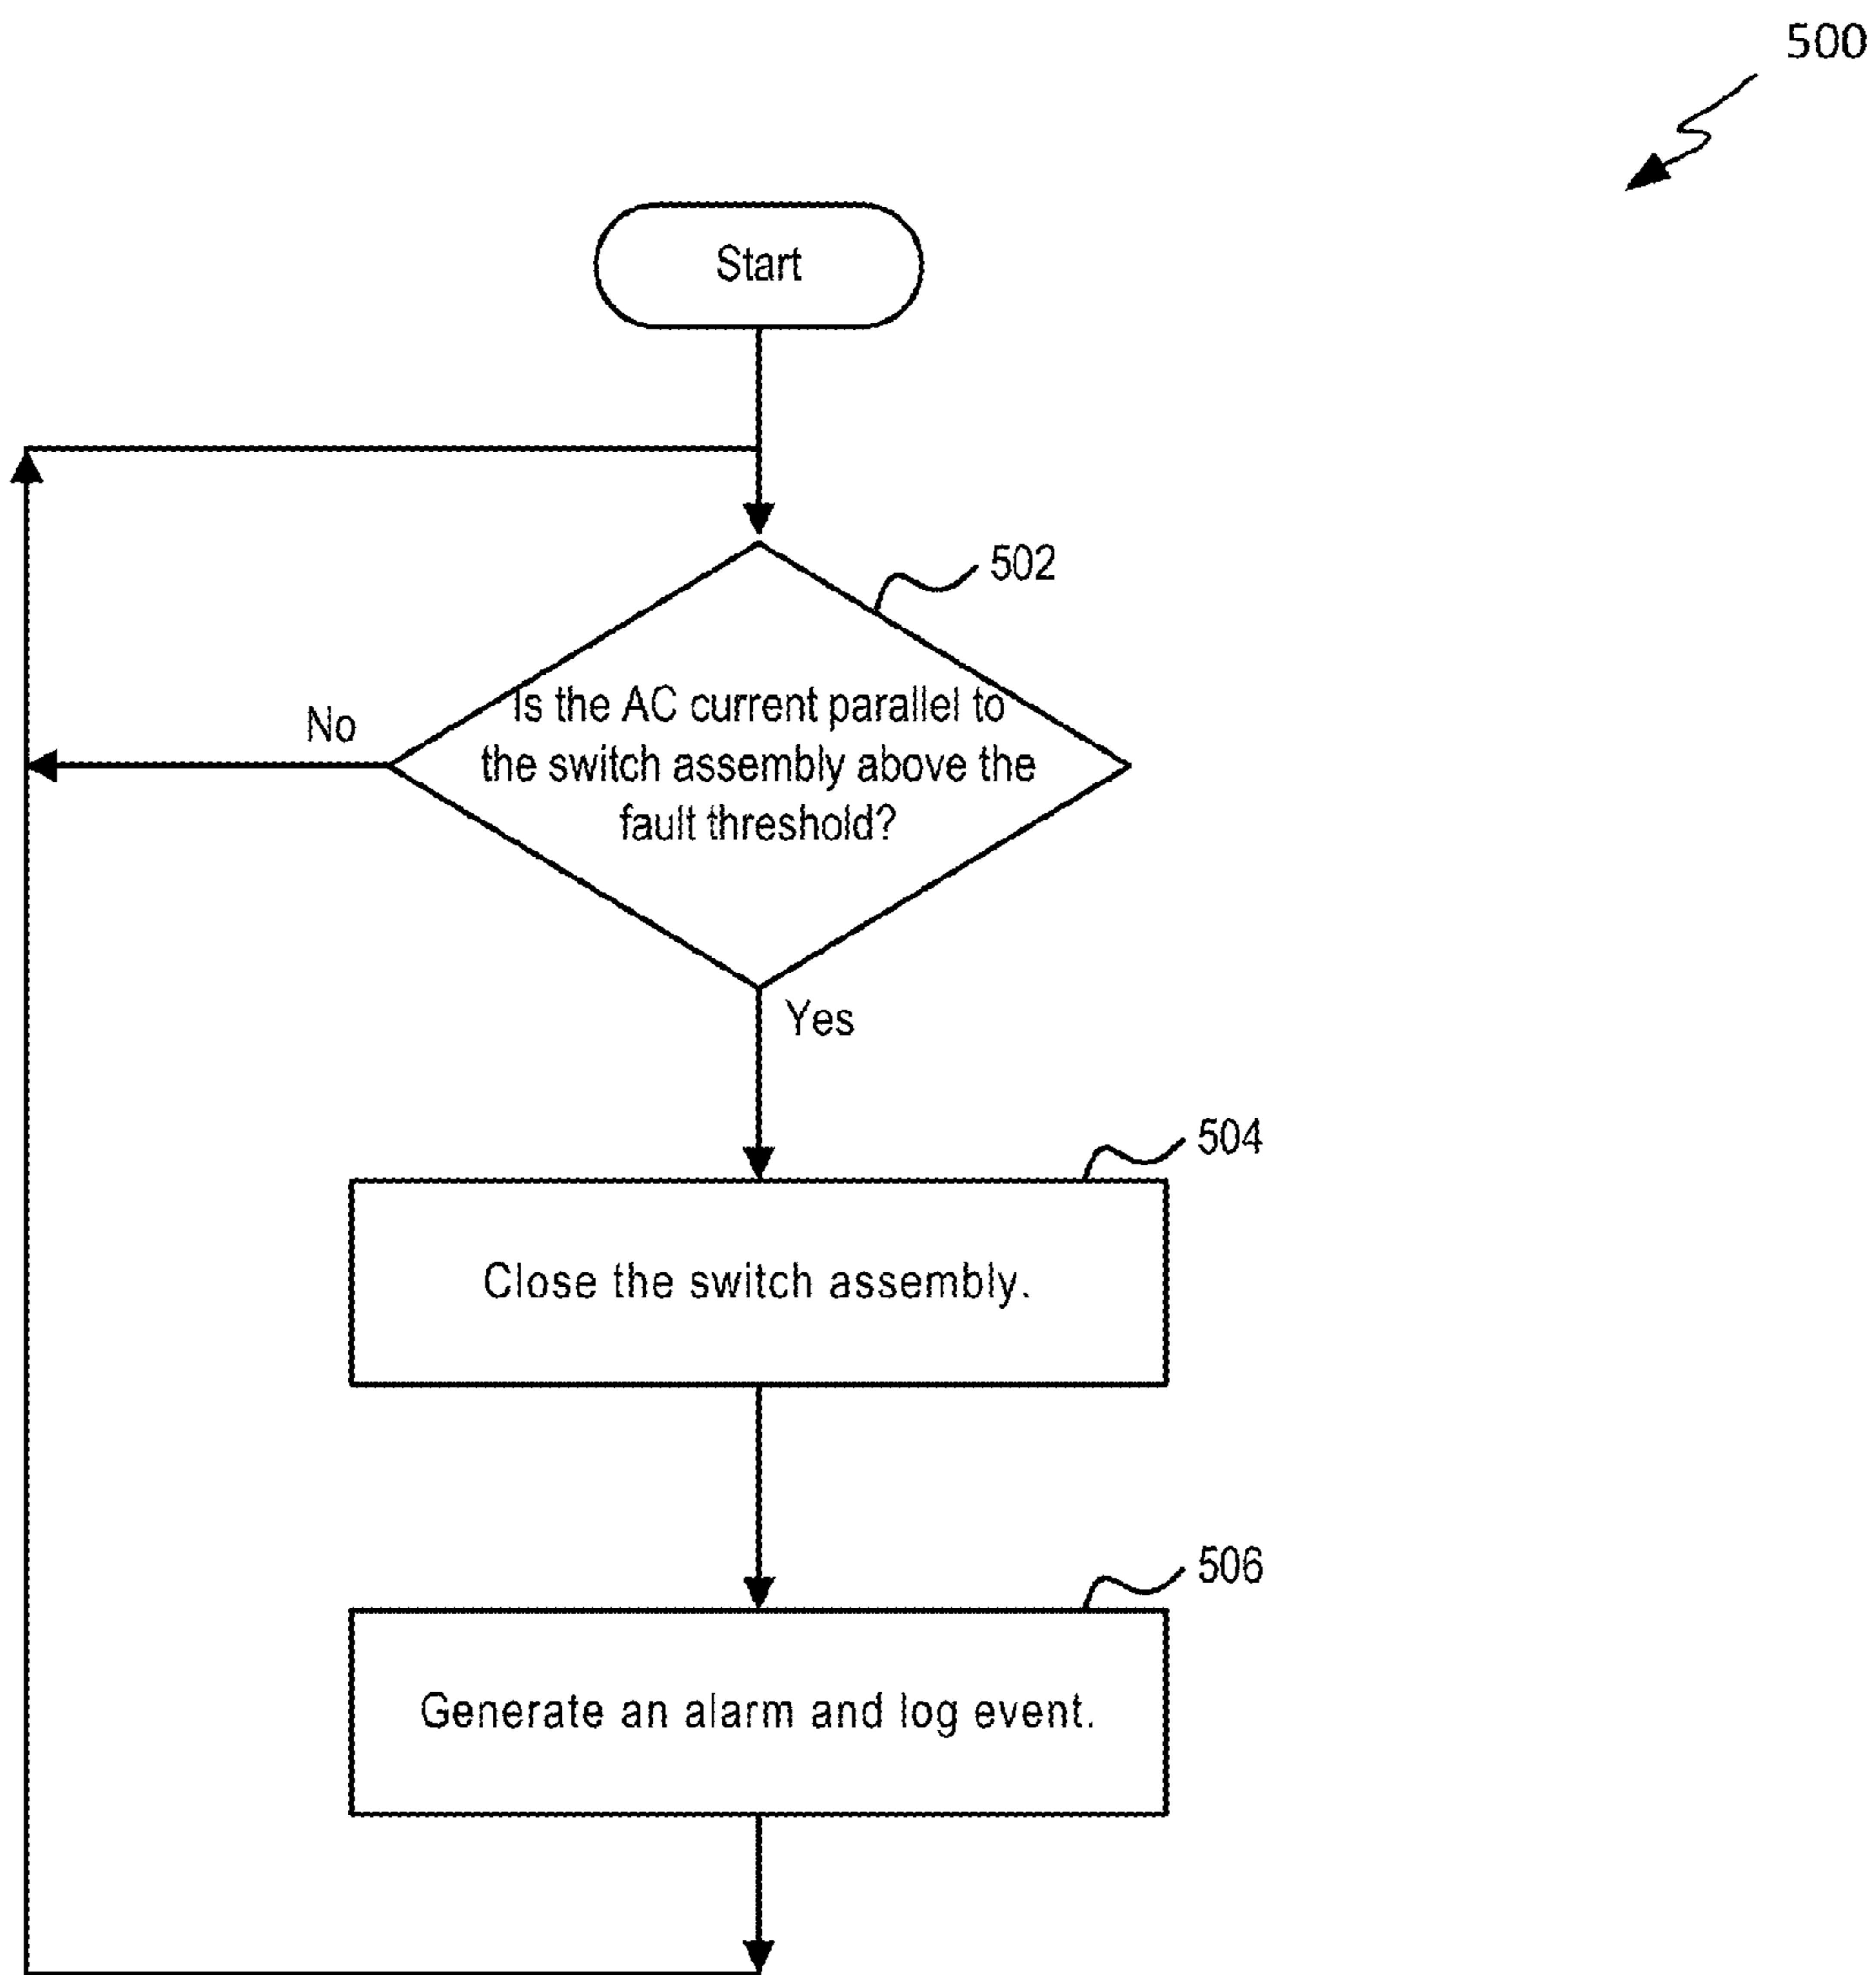 500
Start
502
Is the AC current parallel to
the switch assembly above the
fault threshold?
No
Yes
504
Close the switch assembly.
506
Generate an alarm and log event.